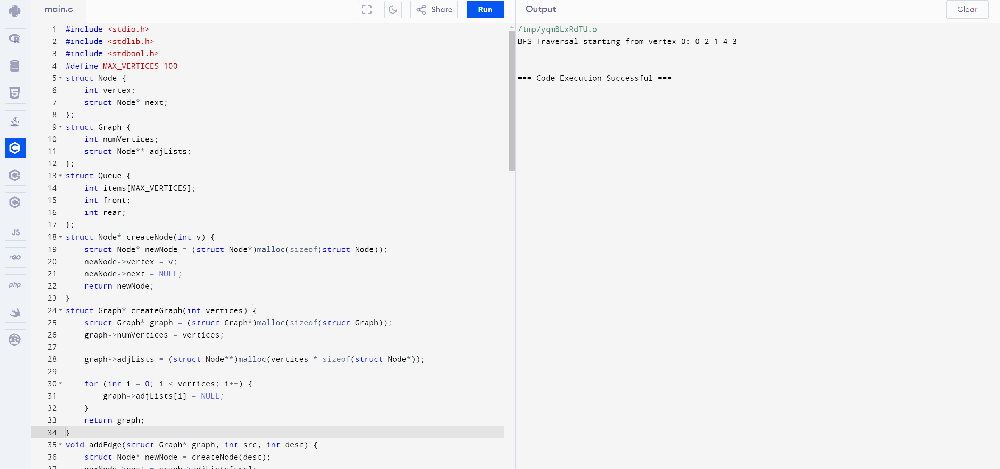 main.c
Share
Run
Output
Clear
1 #include <stdio.h>
2 #include <stdlib.h>
3 #include <stdbool.h>
4 #define MAX_VERTICES 100
5 struct Node {
6     int vertex;
7     struct Node* next;
8 };
9 struct Graph {
10     int numVertices;
11     struct Node** adjLists;
12 };
13 struct Queue {
14     int items[MAX_VERTICES];
15     int front;
16     int rear;
17 };
18 struct Node* createNode(int v) {
19     struct Node* newNode = (struct Node*)malloc(sizeof(struct Node));
20     newNode->vertex = v;
21     newNode->next = NULL;
22     return newNode;
23 }
24 struct Graph* createGraph(int vertices) {
25     struct Graph* graph = (struct Graph*)malloc(sizeof(struct Graph));
26     graph->numVertices = vertices;
27
28     graph->adjLists = (struct Node**)malloc(vertices * sizeof(struct Node*));
29
30     for (int i = 0; i < vertices; i++) {
31         graph->adjLists[i] = NULL;
32     }
33     return graph;
34 }
35 void addEdge(struct Graph* graph, int src, int dest) {
36     struct Node* newNode = createNode(dest);
37     newNode->next = graph->adjLists[src];
/tmp/yqmBLxRdTU.o
BFS Traversal starting from vertex 0: 0 2 1 4 3
=== Code Execution Successful ===
R
5
C
C
C
JS
GO
php
R